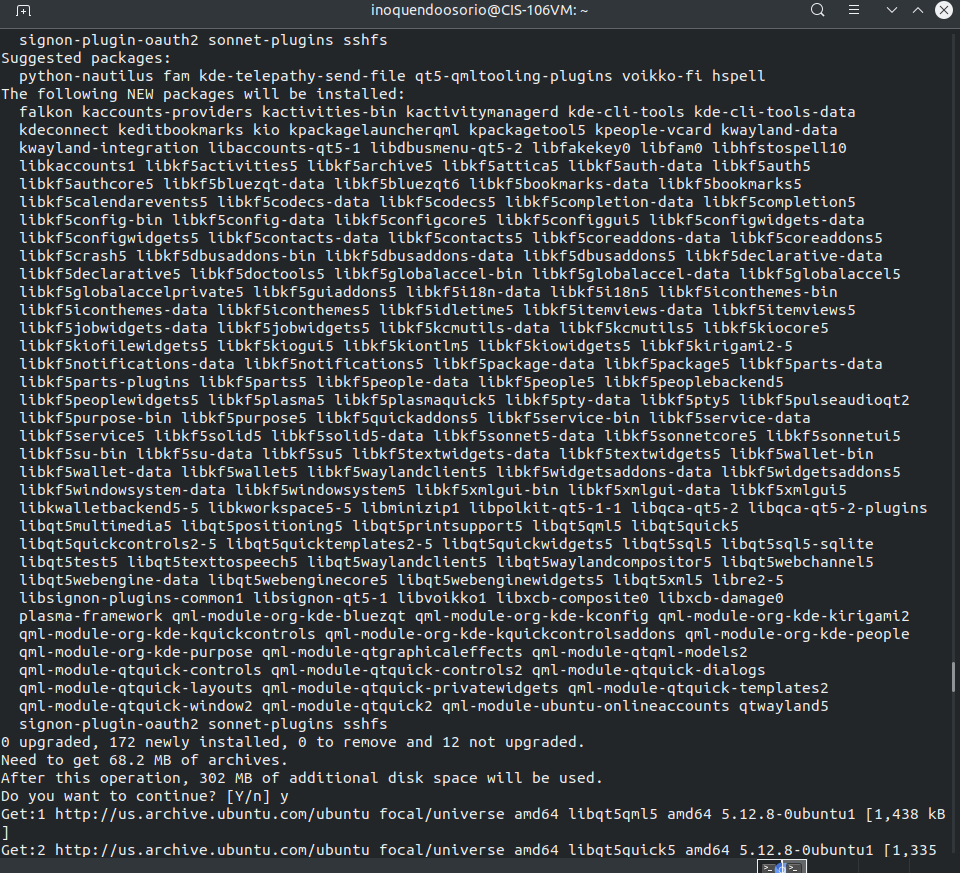 inoquendoosorio@CIS-106VM: ~
signon-plugin-oauth2 sonnet-plugins sshfs
Suggested packages:
python-nautilus fam kde-telepathy-send-file qt5-qmltooling-plugins voikko-fi hspell
The following NEW packages will be installed:
falkon kaccounts-providers kactivities-bin kactivitymanagerd kde-cli-tools kde-cli-tools-data
kdeconnect keditbookmarks kio kpackagelauncherqml kpackagetool5 kpeople-vcard kwayland-data
kwayland-integration libaccounts-qt5-1 libdbusmenu-qt5-2 libfakekey0 libfam0 libhfstospell10
libkaccounts1 libkf5activities5 libkf5archive5 libkf5attica5 libkf5auth-data libkf5auth5
libkf5authcore5 libkf5bluezqt-data libkf5bluezqt6 libkf5bookmarks-data libkf5bookmarks5
libkf5calendarevents5 libkf5codecs-data libkf5codecs5 libkf5completion-data libkf5completion5
libkf5config-bin libkf5config-data libkf5configcore5 libkf5configgui5 libkf5configwidgets-data
libkf5configwidgets5 libkf5contacts-data libkf5contacts5 libkf5coreaddons-data libkf5coreaddons5
libkf5crash5 libkf5dbusaddons-bin libkf5dbusaddons-data libkf5dbusaddons5 libkf5declarative-data
libkf5declarative5 libkf5doctools5 libkf5globalaccel-bin libkf5globalaccel-data libkf5globalaccel5
libkf5globalaccelprivate5 libkf5guiaddons5 libkf5i18n-data libkf5i18n5 libkf5iconthemes-bin
libkf5iconthemes-data libkf5iconthemes5 libkf5idletime5 libkf5itemviews-data libkf5itemviews5
libkf5jobwidgets-data libkf5jobwidgets5 libkf5kcmutils-data libkf5kcmutils5 libkf5kiocore5
libkf5kiofilewidgets5 libkf5kiogui5 libkf5kiontlm5 libkf5kiowidgets5 libkf5kirigami2-5
libkf5notifications-data libkf5notifications5 libkf5package-data libkf5package5 libkf5parts-data
libkf5parts-plugins libkf5parts5 libkf5people-data libkf5people5 libkf5peoplebackend5
libkf5peoplewidgets5 libkf5plasma5 libkf5plasmaquick5 libkf5pty-data libkf5pty5 libkf5pulseaudioqt2
libkf5purpose-bin libkf5purpose5 libkf5quickaddons5 libkf5service-bin libkf5service-data
libkf5service5 libkf5solid5 libkf5solid5-data libkf5sonnet5-data libkf5sonnetcore5 libkf5sonnetui5
libkf5su-bin libkf5su-data libkf5su5 libkf5textwidgets-data libkf5textwidgets5 libkf5wallet-bin
libkf5wallet-data libkf5wallet5 libkf5waylandclient5 libkf5widgetsaddons-data libkf5widgetsaddons5
libkf5windowsystem-data libkf5windowsystem5 libkf5xmlgui-bin libkf5xmlgui-data libkf5xmlgui5
libkwalletbackend5-5 libkworkspace5-5 libminizip1 libpolkit-qt5-1-1 libqca-qt5-2 libqca-qt5-2-plugins
libqt5multimedia5 libqt5positioning5 libqt5printsupport5 libqt5qml5 libqt5quick5
libqt5quickcontrols2-5 libqt5quicktemplates2-5 libqt5quickwidgets5 libqt5sql5 libqt5sql5-sqlite
libqt5test5 libqt5texttospeech5 libqt5waylandclient5 libqt5waylandcompositor5 libqt5webchannel5
libqt5webengine-data libqt5webenginecore5 libqt5webenginewidgets5 libqt5xml5 libre2-5
libsignon-plugins-common1 libsignon-qt5-1 libvoikko1 libxcb-composite0 libxcb-damage0
plasma-framework qml-module-org-kde-bluezqt qml-module-org-kde-kconfig qml-module-org-kde-kirigami2
qml-module-org-kde-kquickcontrols qml-module-org-kde-kquickcontrolsaddons qml-module-org-kde-people
qml-module-org-kde-purpose qml-module-qtgraphicaleffects qml-module-qtqml-models2
qml-module-qtquick-controls qml-module-qtquick-controls2 qml-module-qtquick-dialogs
qml-module-qtquick-layouts qml-module-qtquick-privatewidgets qml-module-qtquick-templates2
qml-module-qtquick-window2 qml-module-qtquick2 qml-module-ubuntu-onlineaccounts qtwayland5
signon-plugin-oauth2 sonnet-plugins sshfs
0 upgraded, 172 newly installed, 0 to remove and 12 not upgraded.
Need to get 68.2 MB of archives.
After this operation, 302 MB of additional disk space will be used.
Do you want to continue? [Y/n] y
Get:1 http://us.archive.ubuntu.com/ubuntu focal/universe amd64 libqt5qml5 amd64 5.12.8-0ubuntu1 [1,438 kB
]
Get:2 http://us.archive.ubuntu.com/ubuntu focal/universe amd64 libqt5quick5 amd64 5.12.8-0ubuntu1 [1,335